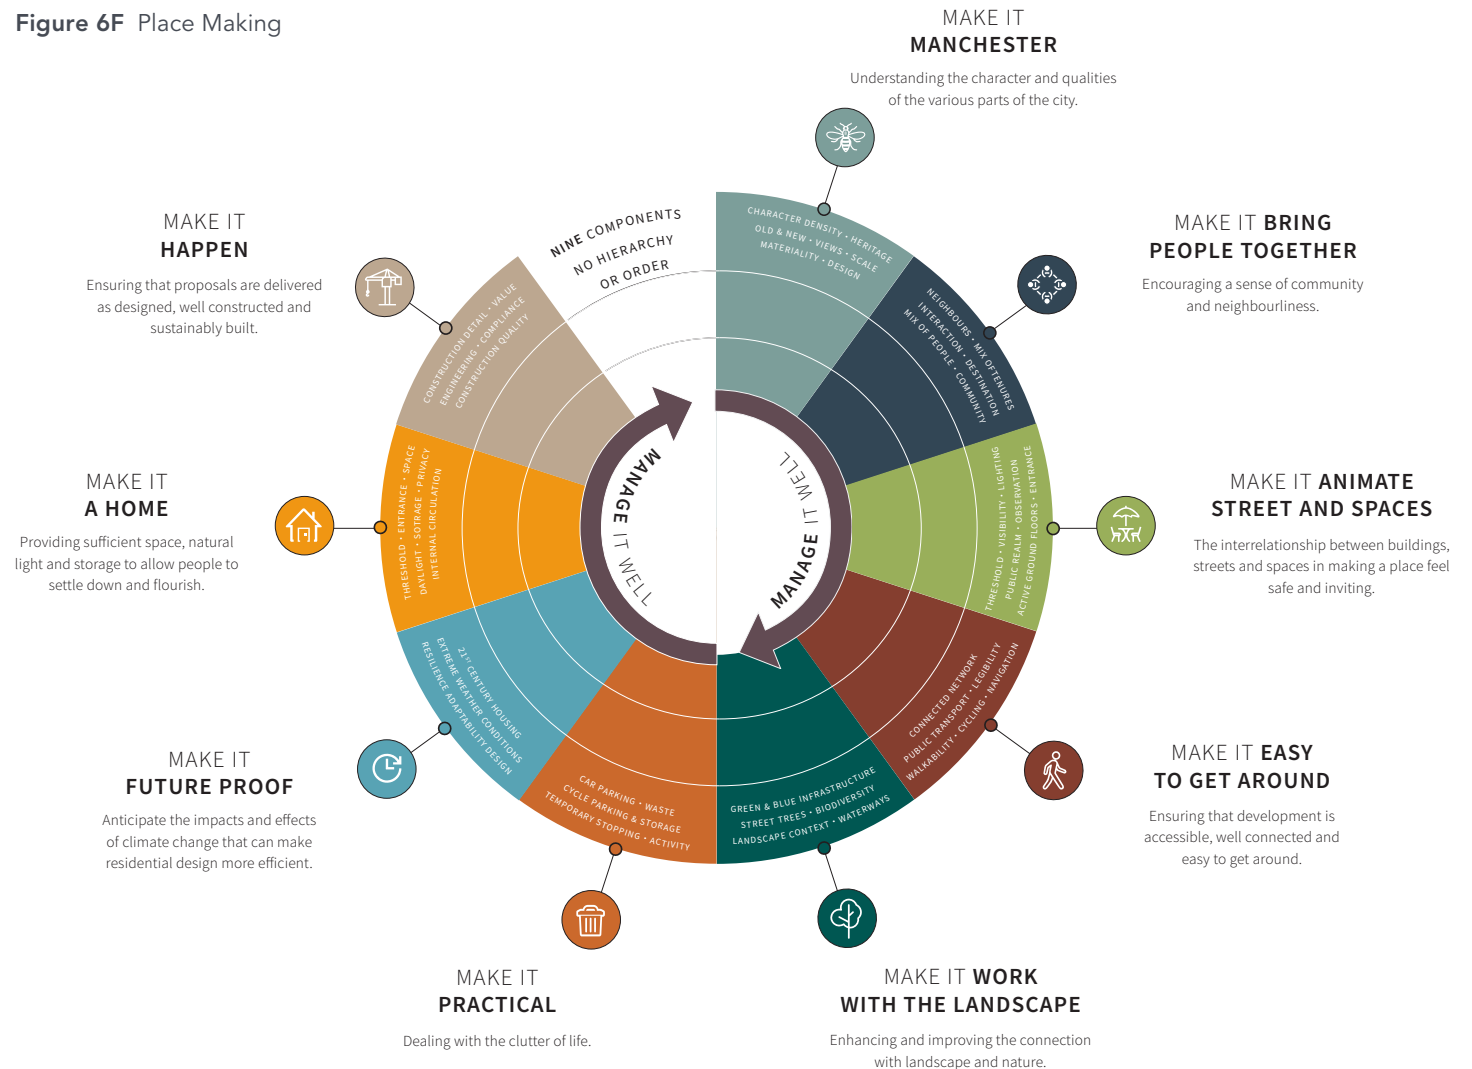 Figure 6F Place Making
MAKE IT
MANCHESTER
Understanding the character and qualities
of the various parts of the city.
MAKE IT BRING
PEOPLE TOGETHER
Encouraging a sense of community
and neighbourliness.
MAKE IT ANIMATE
STREET AND SPACES
The interrelationship between buildings,
streets and spaces in making a place feel
safe and inviting.
MAKE IT EASY
TO GET AROUND
Ensuring that development is
accessible, well connected and
easy to get around.
MAKE IT WORK
WITH THE LANDSCAPE
Enhancing and improving the connection
with landscape and nature.
MAKE IT
PRACTICAL
Dealing with the clutter of life.
MAKE IT
FUTURE PROOF
Anticipate the impacts and effects
of climate change that can make
residential design more efficient.
MAKE IT
A HOME
Providing sufficient space, natural
light and storage to allow people to
settle down and flourish.
MAKE IT
HAPPEN
Ensuring that proposals are delivered
as designed, well constructed and
sustainably built.
NINE COMPONENTS
NO HIERARCHY
OR ORDER
CHARACTER DENSITY • HERITAGE
OLD & NEW • VIEWS • SCALE
MATERIALITY • DESIGN
NEIGHBOURS • MIX OFTENURES
INTERACTION • DESTINATION
MIX OF PEOPLE • COMMUNITY
THRESHOLD • VISIBILITY • LIGHTING
PUBLIC REALM • OBSERVATION
ACTIVE GROUND FLOORS • ENTRANCE
CONNECTED NETWORK
PUBLIC TRANSPORT • LEGIBILITY
WALKABILITY • CYCLING • NAVIGATION
GREEN & BLUE INFRASTRUCTURE
STREET TREES • BIODIVERSITY
LANDSCAPE CONTEXT • WATERWAYS
CAR PARKING • WASTE
CYCLE PARKING & STORAGE
TEMPORARY STOPPING • ACTIVITY
21ST CENTURY HOUSING
EXTREME WEATHER CONDITIONS
RESILIENCE ADAPTABILITY DESIGN
THRESHOLD • ENTRANCE • SPACE
DAYLIGHT • SOTRAGE • PRIVACY
INTERNAL CIRCULATION
CONSTRUCTION DETAIL • VALUE
ENGINEERING • COMPLIANCE
CONSTRUCTION QUALITY
MANAGE IT WELL
MANAGE IT WELL